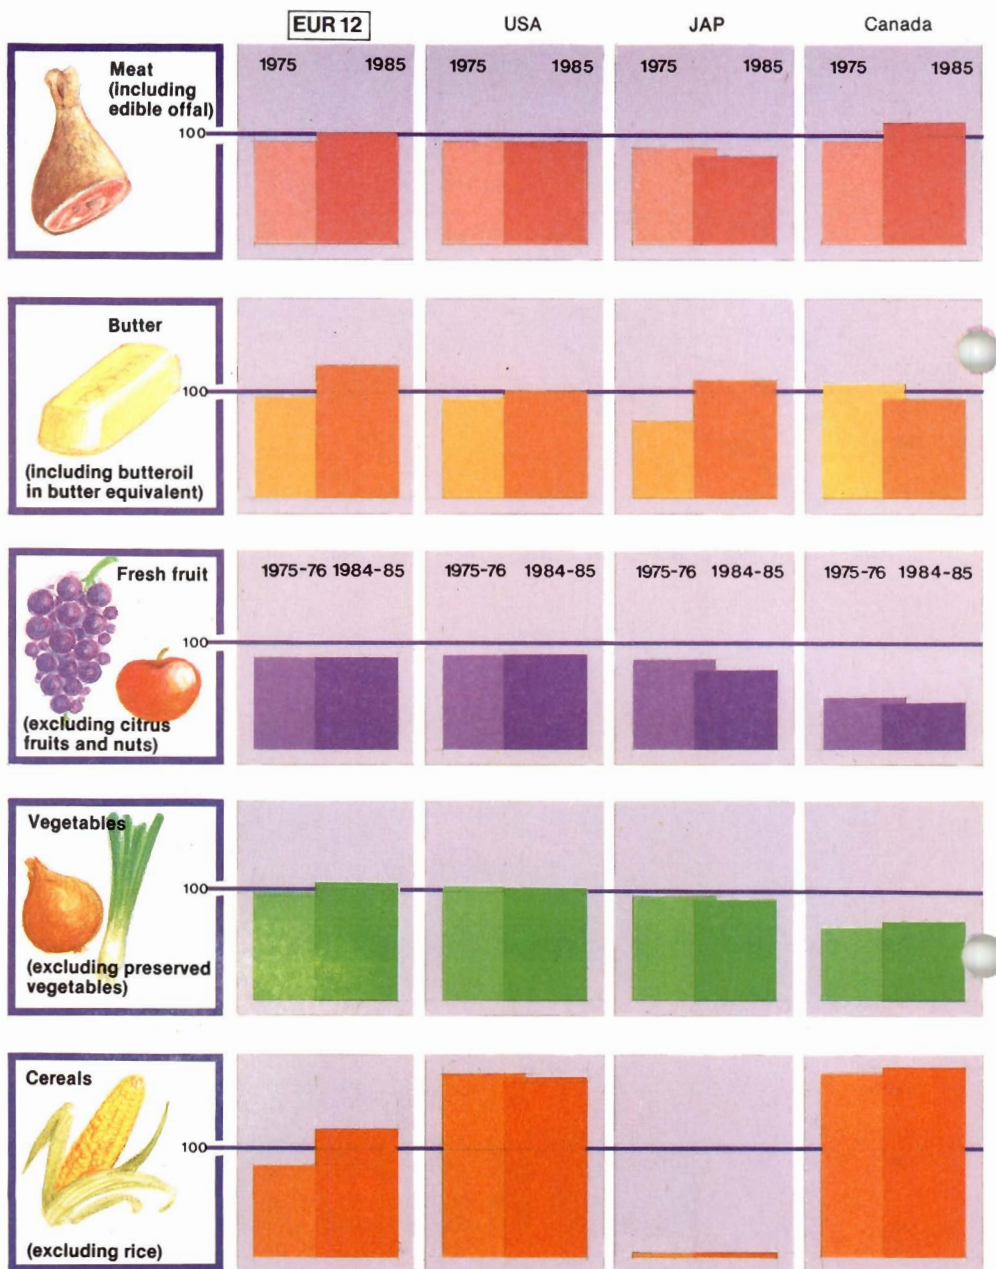 EUR 12 USA JAP Canada
Meat
(including
edible offal)
1975 1985 1975 1985 1975 1985 1975 1985
100
Butter
100
(including butteroil
in butter equivalent)
Fresh fruit
1975-76 1984-85 1975-76 1984-85 1975-76 1984-85 1975-76 1984-85
100
(excluding citrus
fruits and nuts)
Vegetables
100
(excluding preserved
vegetables)
Cereals
100
(excluding rice)